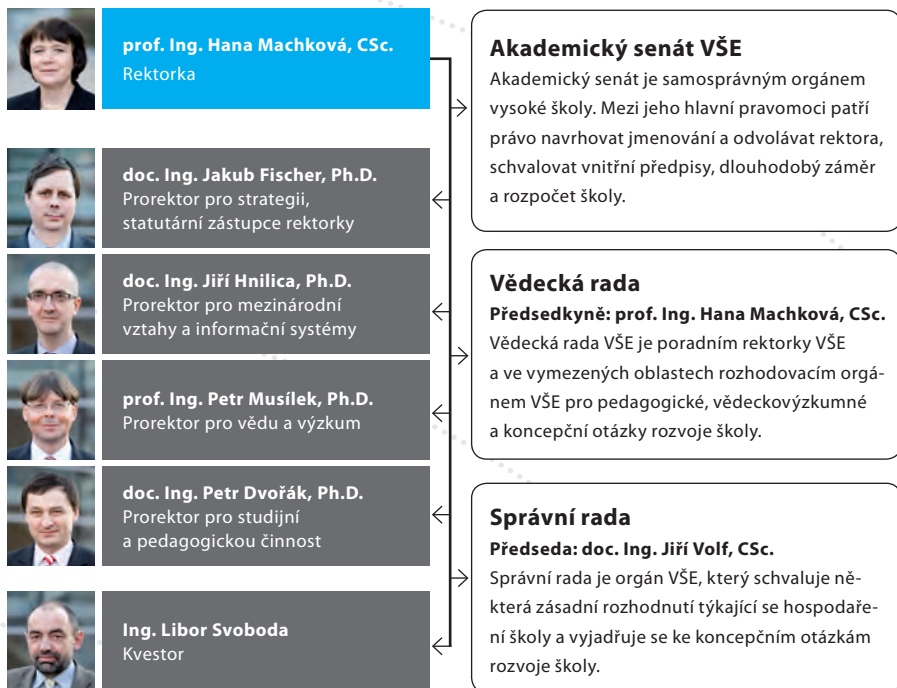 prof. Ing. Hana Machková, CSc.
Rektorka
doc. Ing. Jakub Fischer, Ph.D.
Prorektor pro strategii,
statutární zástupce rektorky
doc. Ing. Jiří Hnilica, Ph.D.
Prorektor pro mezinárodní
vztahy a informační systémy
prof. Ing. Petr Musílek, Ph.D.
Prorektor pro vědu a výzkum
doc. Ing. Petr Dvořák, Ph.D.
Prorektor pro studijní
a pedagogickou činnost
Ing. Libor Svoboda
Kvestor
Akademický senát VŠE
Akademický senát je samosprávným orgánem
vysoké školy. Mezi jeho hlavní pravomoci patří
právo navrhovat jmenování a odvolávat rektora,
schvalovat vnitřní předpisy, dlouhodobý záměr
a rozpočet školy.
Vědecká rada
Předsedkyně: prof. Ing. Hana Machková, CSc.
Vědecká rada VŠE je poradním rektorky VŠE
a ve vymezených oblastech rozhodovacím orgá-
nem VŠE pro pedagogické, vědeckovýzkumné
a koncepční otázky rozvoje školy.
Správní rada
Předseda: doc. Ing. Jiří Volf, CSc.
Správní rada je orgán VŠE, který schvaluje ně-
která zásadní rozhodnutí týkající se hospodaře-
ní školy a vyjadřuje se ke koncepčním otázkám
rozvoje školy.